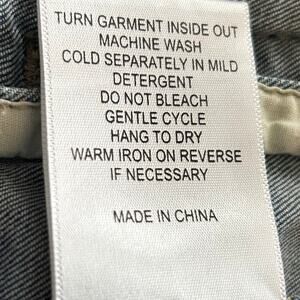 TURN GARMENT INSIDE OUT
MACHINE WASH
COLD SEPARATELY IN MILD
DETERGENT
DO NOT BLEACH
GENTLE CYCLE
HANG TO DRY
WARM IRON ON REVERSE
IF NECESSARY
MADE IN CHINA